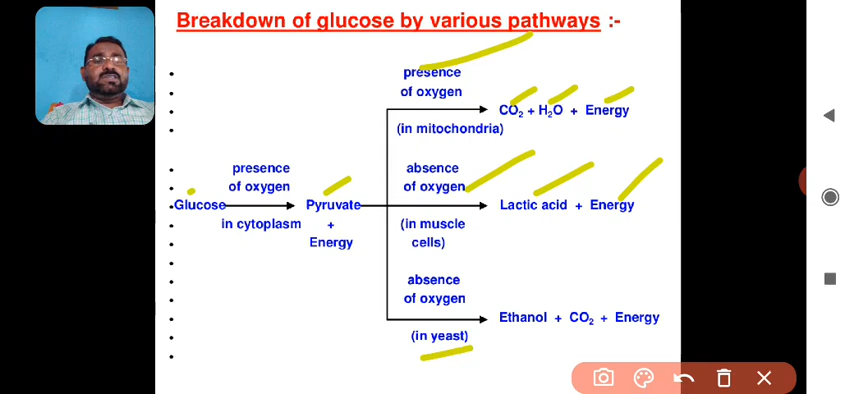 Breakdown of glucose by various pathways :-
presence
of oxygen
CO₂ + H₂O + Energy
(in mitochondria)
presence
of oxygen
absence
of oxygen
Glucose
Pyruvate
Lactic acid + Energy
in cytoplasm
+
Energy
(in muscle
cells)
absence
of oxygen
Ethanol + CO₂ + Energy
(in yeast)